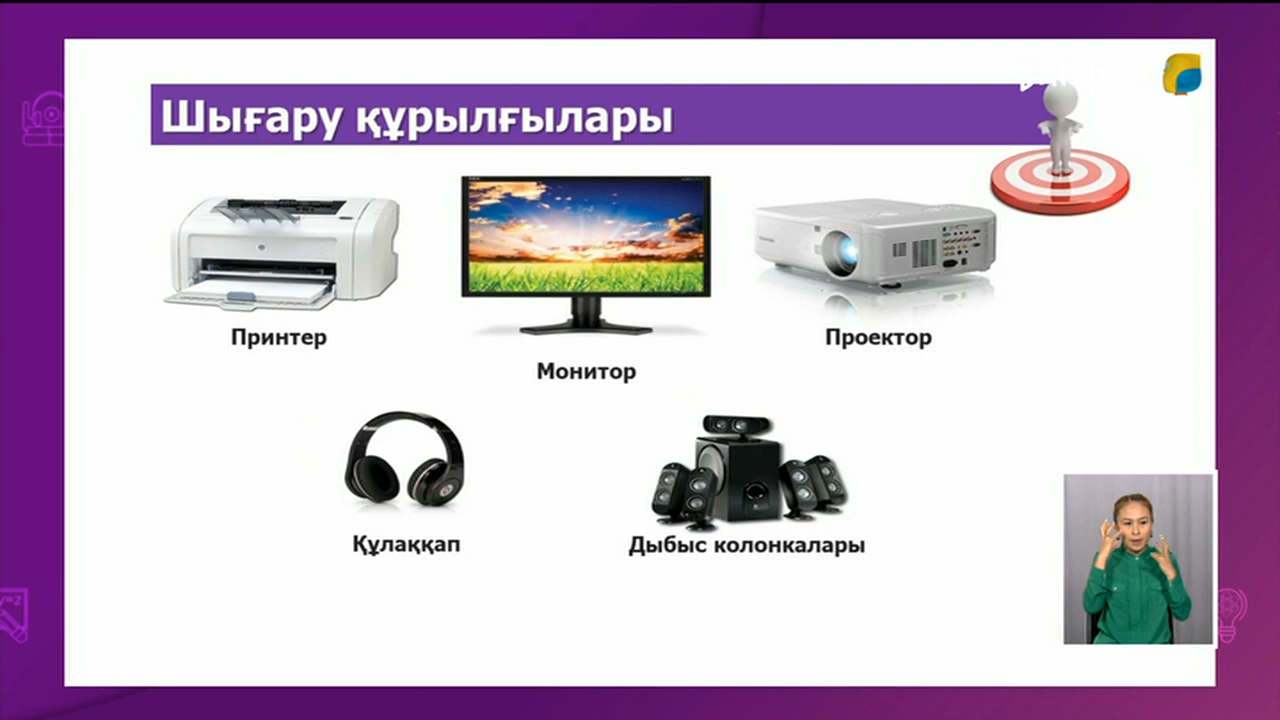 Шығару құрылғылары
Принтер
Монитор
Проектор
Құлаққап
Дыбыс колонкалары